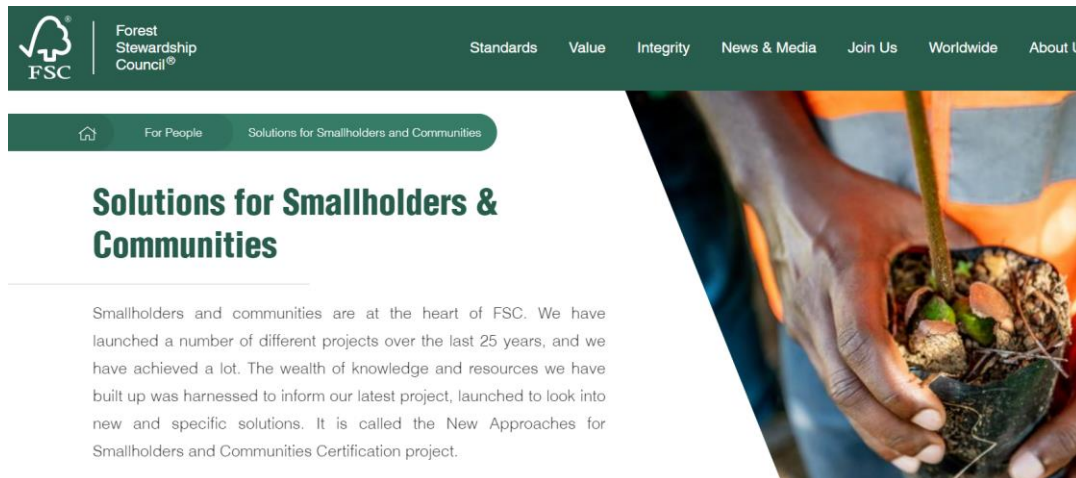 Forest
Stewardship
Council®
FSC
Standards Value Integrity News & Media Join Us Worldwide About U
For People Solutions for Smallholders and Communities
Solutions for Smallholders &
Communities
Smallholders and communities are at the heart of FSC. We have
launched a number of different projects over the last 25 years, and we
have achieved a lot. The wealth of knowledge and resources we have
built up was harnessed to inform our latest project, launched to look into
new and specific solutions. It is called the New Approaches for
Smallholders and Communities Certification project.